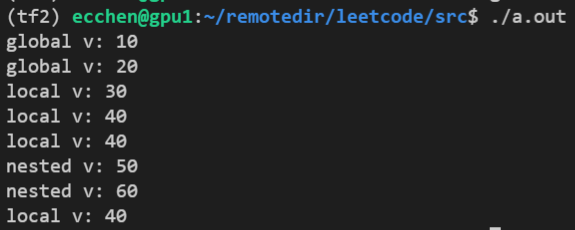 (tf2) ecchen@gpu1:~/remotedir/leetcode/src$ ./a.out
global v: 10
global v: 20
local v: 30
local v: 40
local v: 40
nested v: 50
nested v: 60
local v: 40